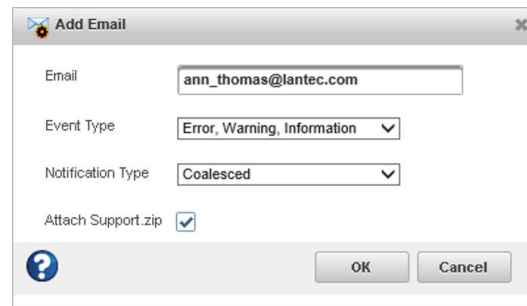 Add Email
Email ann_thomas@lantec.com
Event Type Error, Warning, Information
Notification Type Coalesced
Attach Support.zip
? OK Cancel